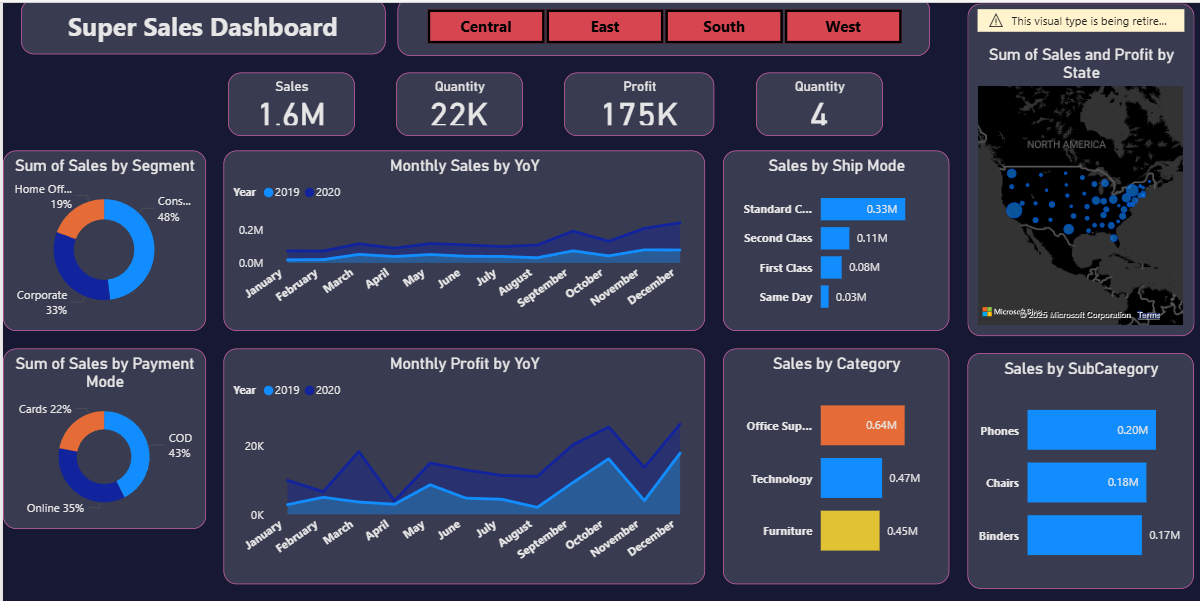 Super Sales Dashboard
Central
East
South
West
This visual type is being retire...
Sales
1.6M
Quantity
22K
Profit
175K
Quantity
4
Sum of Sales and Profit by
State
NORTH AMERICA
© 2025 Microsoft Corporation
Terms
Sum of Sales by Segment
Home Off...
19%
Cons...
48%
Corporate
33%
Monthly Sales by YoY
Year
2019
2020
0.2M
0.0M
January
February
March
April
May
June
July
August
September
October
November
December
Sales by Ship Mode
Standard C...
0.33M
Second Class
0.11M
First Class
0.08M
Same Day
0.03M
Sum of Sales by Payment
Mode
Cards 22%
COD
43%
Online 35%
Monthly Profit by YoY
Year
2019
2020
20K
0K
January
February
March
April
May
June
July
August
September
October
November
December
Sales by Category
Office Sup...
0.64M
Technology
0.47M
Furniture
0.45M
Sales by SubCategory
Phones
0.20M
Chairs
0.18M
Binders
0.17M